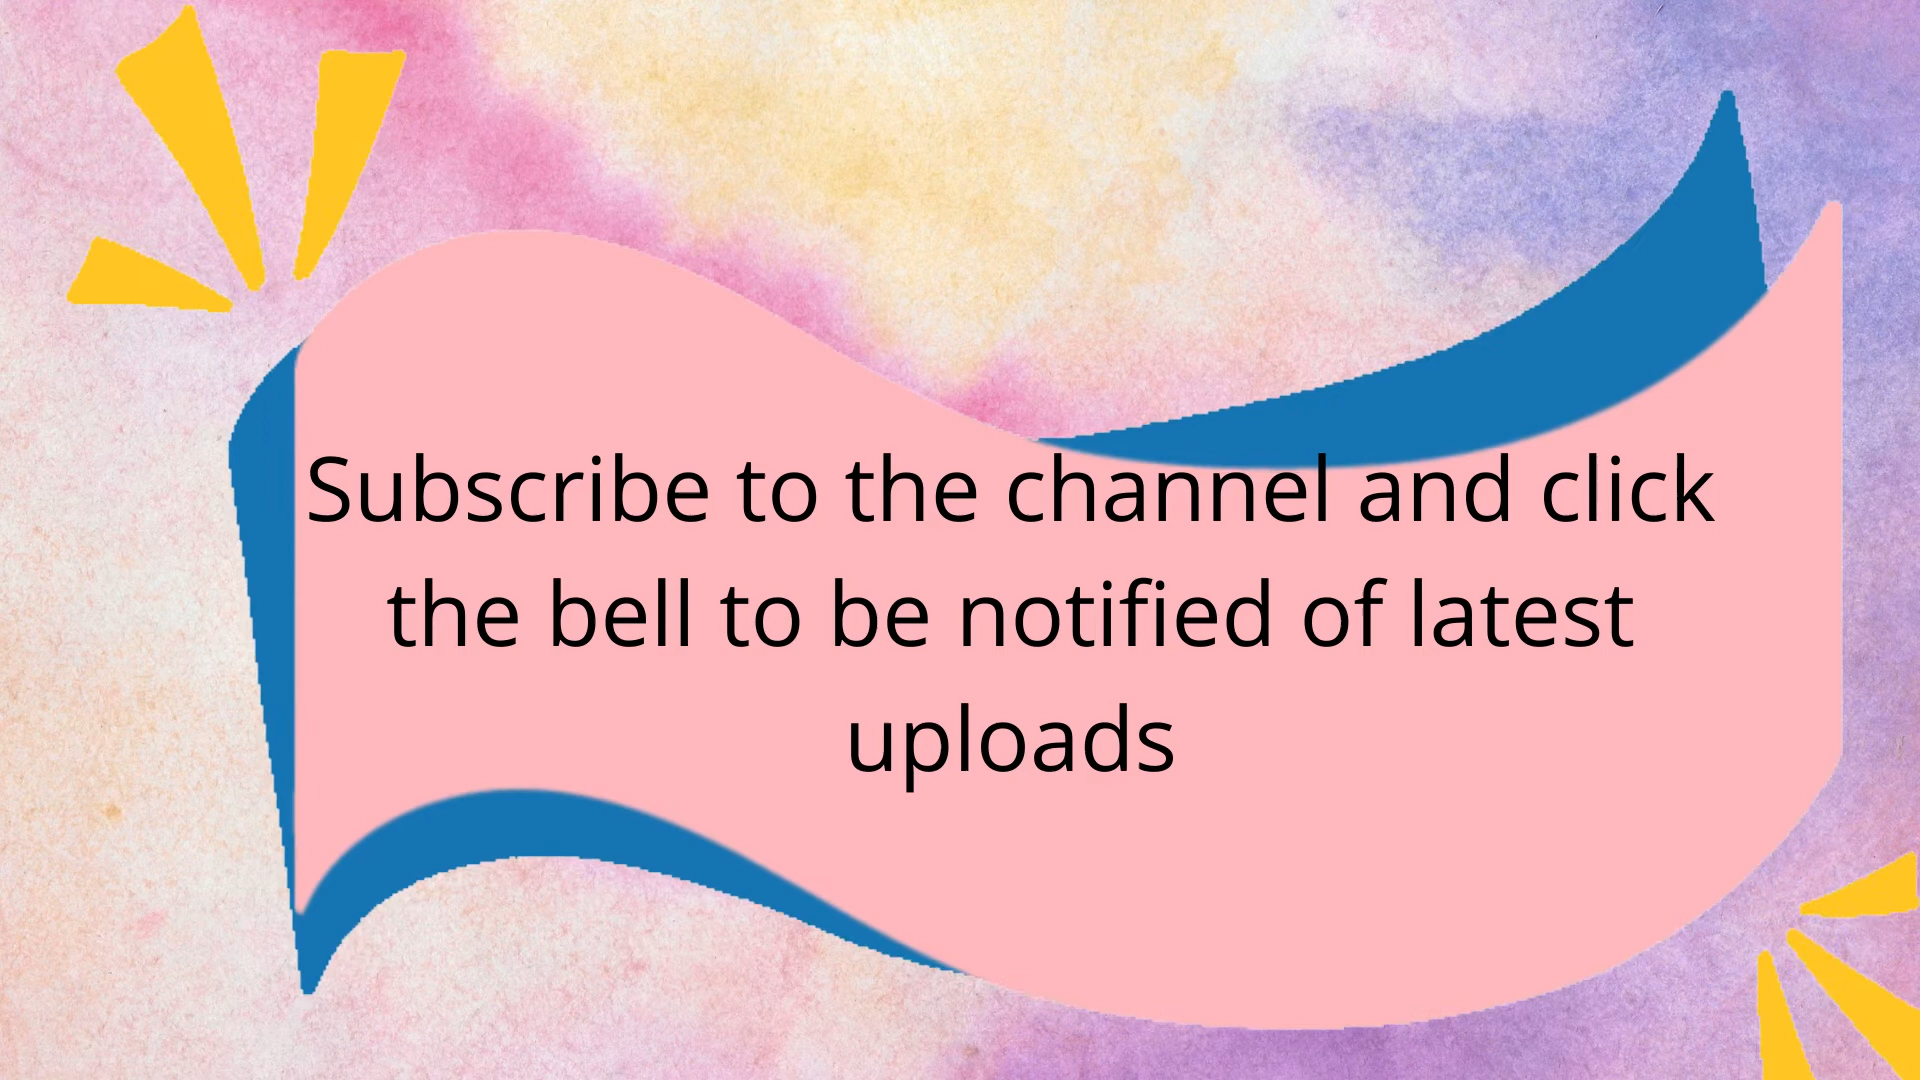 Subscribe to the channel and click
the bell to be notified of latest
uploads